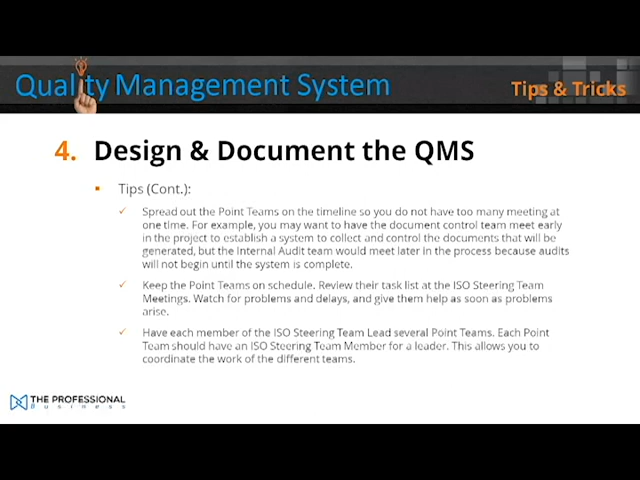 Quality Management System
Tips & Tricks
4. Design & Document the QMS
Tips (Cont.):
Spread out the Point Teams on the timeline so you do not have too many meeting at
one time. For example, you may want to have the document control team meet early
in the project to establish a system to collect and control the documents that will be
generated, but the Internal Audit team would meet later in the process because audits
will not begin until the system is complete.
Keep the Point Teams on schedule. Review their task list at the ISO Steering Team
Meetings. Watch for problems and delays, and give them help as soon as problems
arise.
Have each member of the ISO Steering Team Lead several Point Teams. Each Point
Team should have an ISO Steering Team Member for a leader. This allows you to
coordinate the work of the different teams.
THE PROFESSIONAL
Business